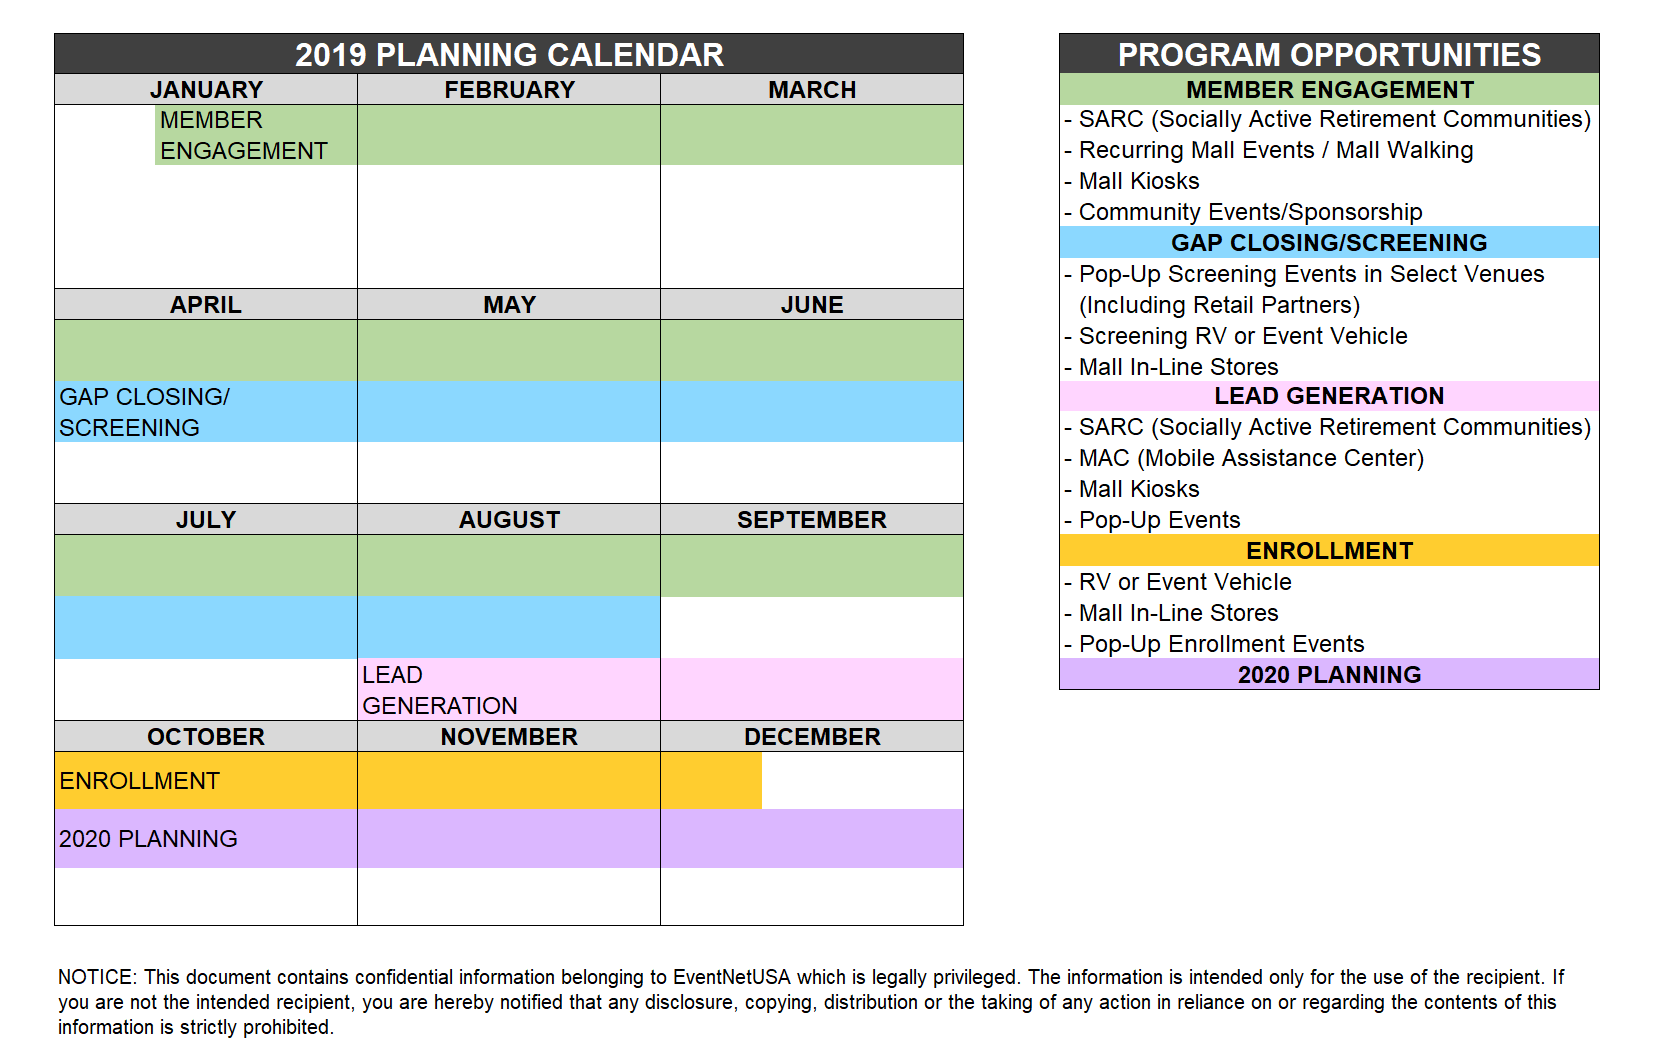 2019 PLANNING CALENDAR
JANUARY FEBRUARY MARCH
MEMBER
ENGAGEMENT
APRIL MAY JUNE
GAP CLOSING/
SCREENING
JULY AUGUST SEPTEMBER
LEAD
GENERATION
OCTOBER NOVEMBER DECEMBER
ENROLLMENT
2020 PLANNING
PROGRAM OPPORTUNITIES
MEMBER ENGAGEMENT
- SARC (Socially Active Retirement Communities)
- Recurring Mall Events / Mall Walking
- Mall Kiosks
- Community Events/Sponsorship
GAP CLOSING/SCREENING
- Pop-Up Screening Events in Select Venues
(Including Retail Partners)
- Screening RV or Event Vehicle
- Mall In-Line Stores
LEAD GENERATION
- SARC (Socially Active Retirement Communities)
- MAC (Mobile Assistance Center)
- Mall Kiosks
- Pop-Up Events
ENROLLMENT
- RV or Event Vehicle
- Mall In-Line Stores
- Pop-Up Enrollment Events
2020 PLANNING
NOTICE: This document contains confidential information belonging to EventNetUSA which is legally privileged. The information is intended only for the use of the recipient. If
you are not the intended recipient, you are hereby notified that any disclosure, copying, distribution or the taking of any action in reliance on or regarding the contents of this
information is strictly prohibited.